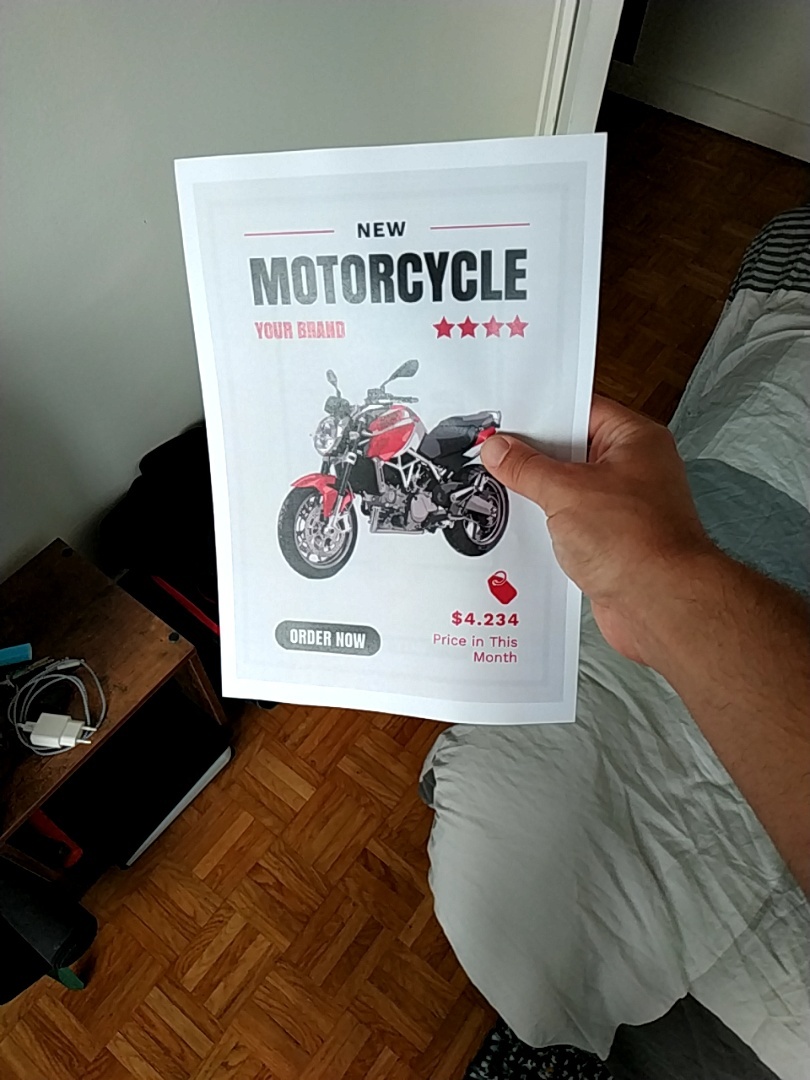 NEW
MOTORCYCLE
YOUR BRAND
ORDER NOW
$4.234
Price in This
Month